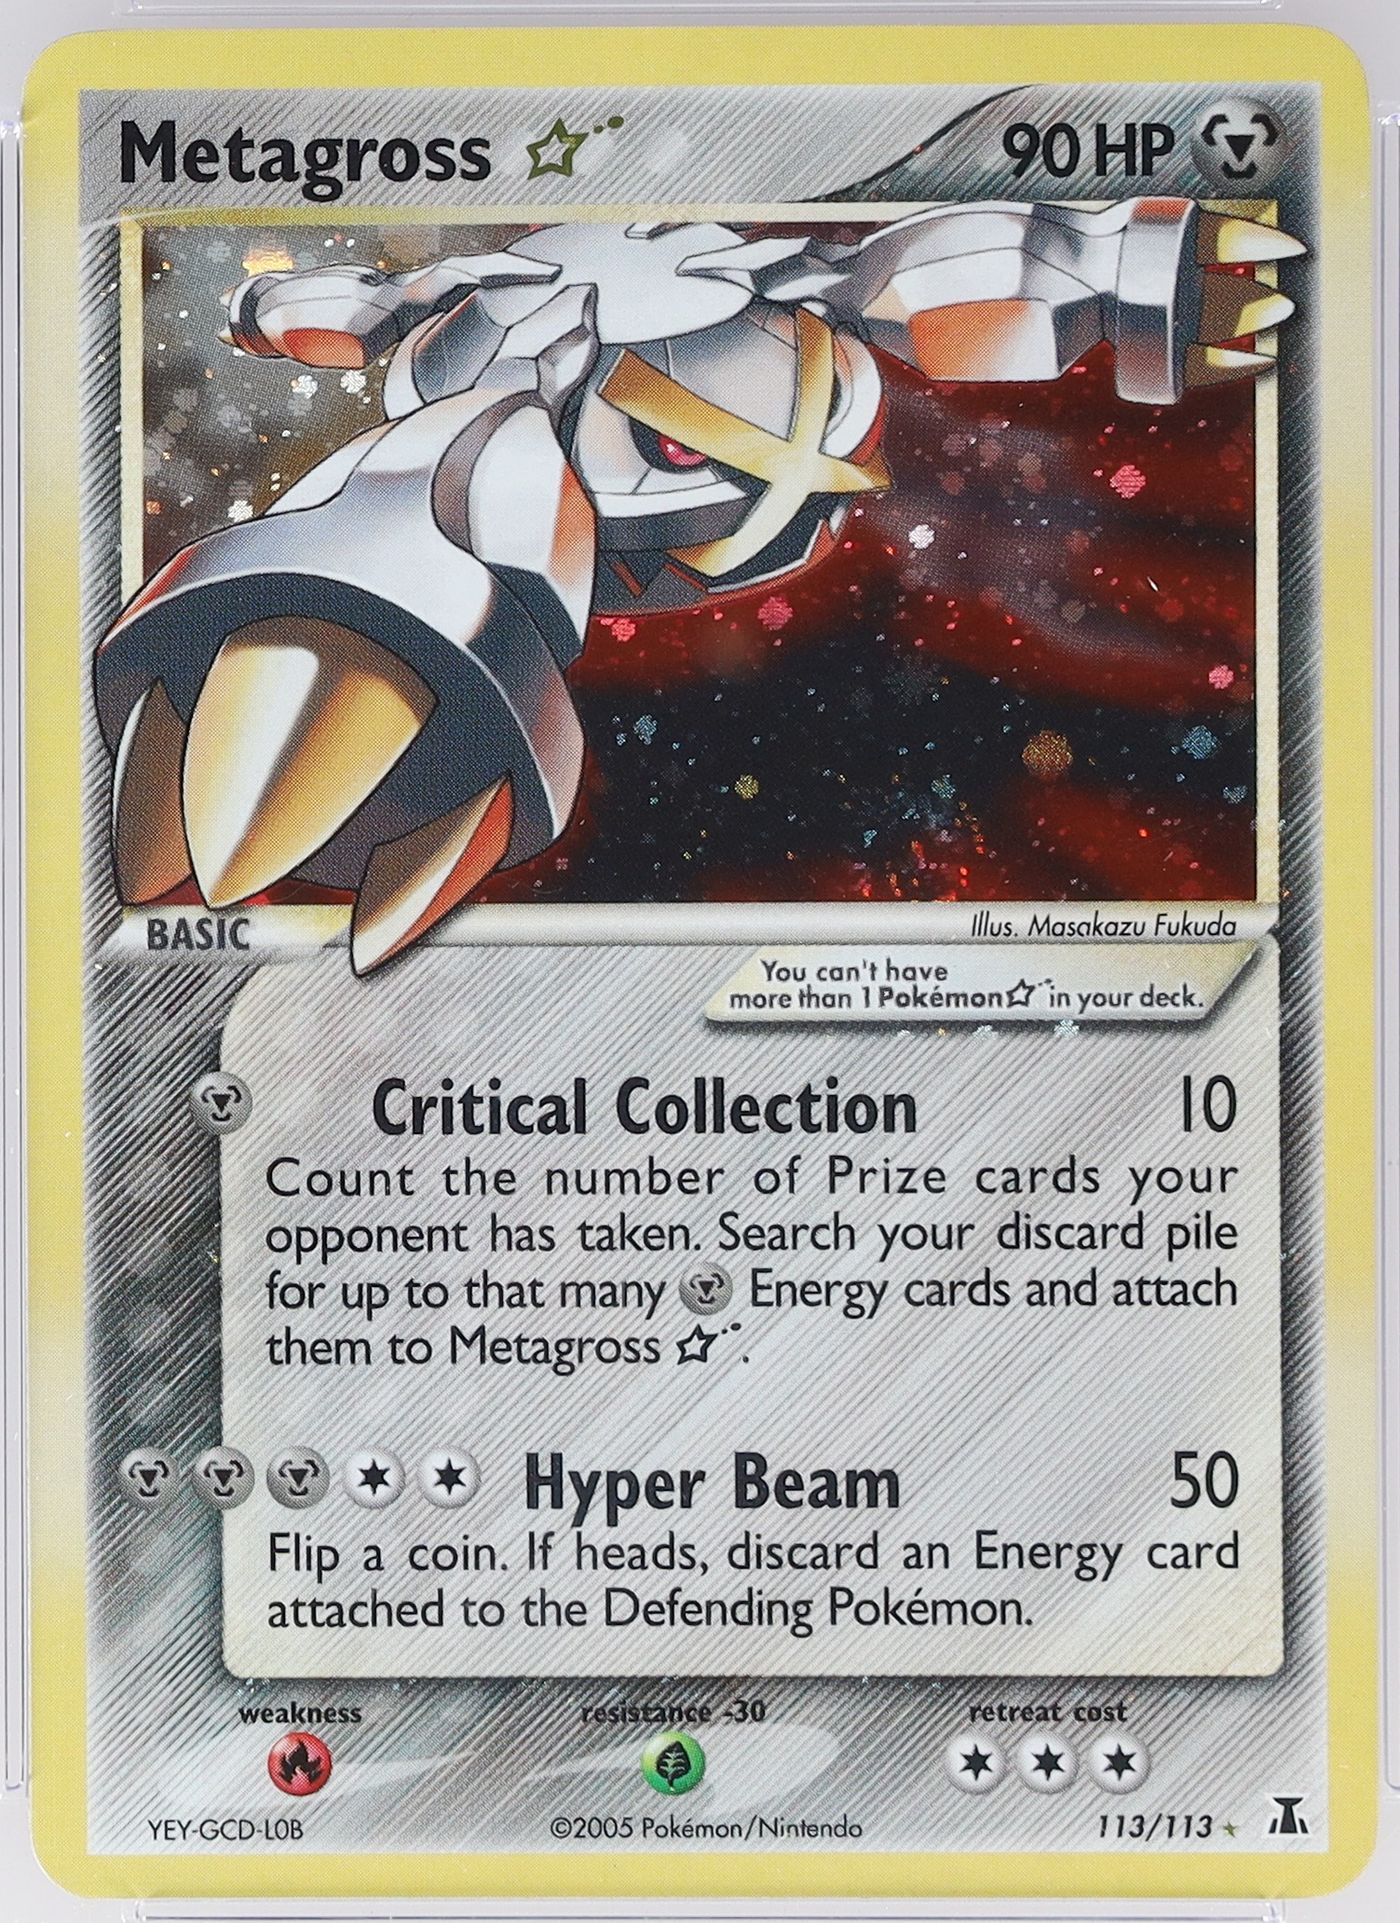 Metagross
90 HP
BASIC
Illus. Masakazu Fukuda
You can't have
more than 1 Pokémon in your deck.
Critical Collection 10
Count the number of Prize cards your
opponent has taken. Search your discard pile
for up to that many Energy cards and attach
them to Metagross .
Hyper Beam 50
Flip a coin. If heads, discard an Energy card
attached to the Defending Pokémon.
weakness
resistance -30
retreat cost
YEY-GCD-L0B
©2005 Pokémon/Nintendo
113/113